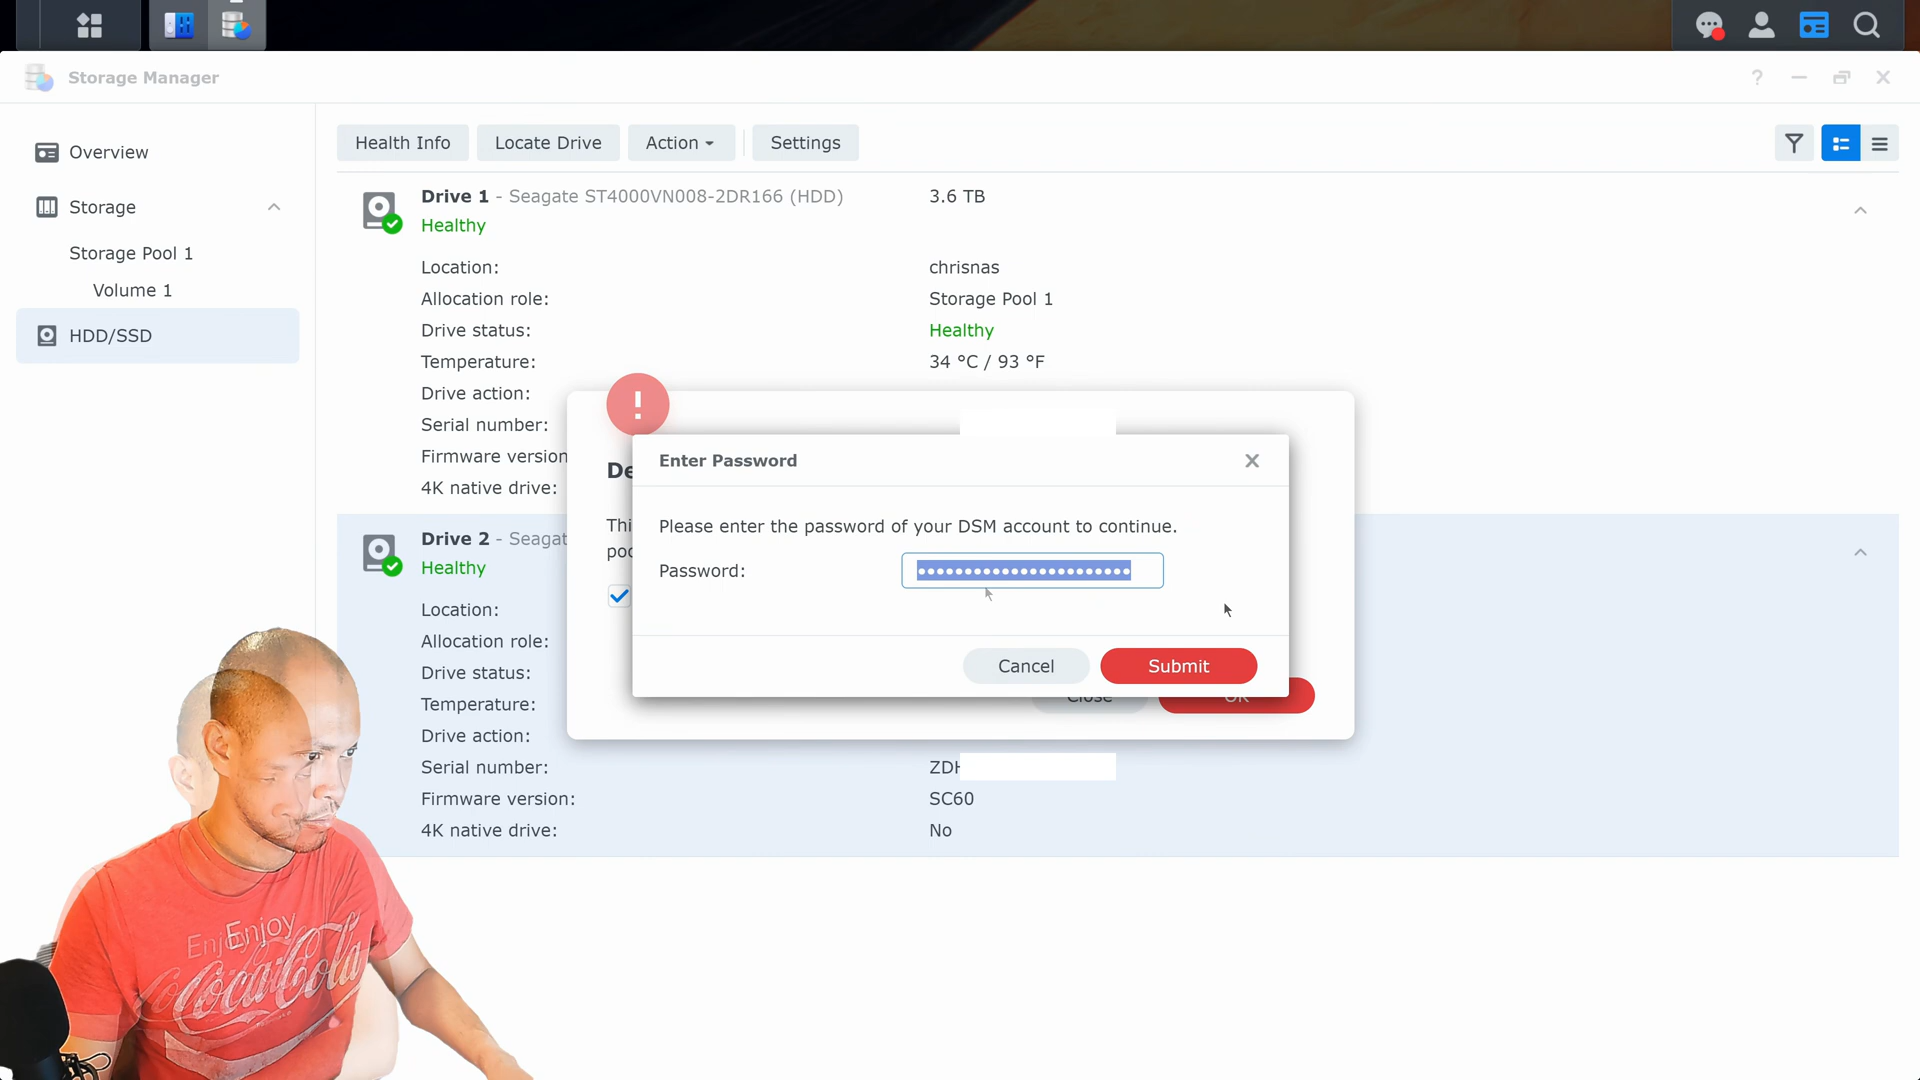 Storage Manager
Overview
Storage
Storage Pool 1
Volume 1
HDD/SSD
Health Info
Locate Drive
Action
Settings
Drive 1 - Seagate ST4000VN008-2DR166 (HDD)
3.6 TB
Healthy
Location:
chrisnas
Allocation role:
Storage Pool 1
Drive status:
Healthy
Temperature:
34 °C / 93 °F
Drive action:
Serial number:
Firmware version
4K native drive:
Enter Password
Please enter the password of your DSM account to continue.
Password:
Cancel
Submit
Close
OK
Drive 2 - Seagat
Healthy
Location:
Allocation role:
Drive status:
Temperature:
Drive action:
Serial number:
ZDH
Firmware version:
SC60
4K native drive:
No
Enjoy
Coca-Cola